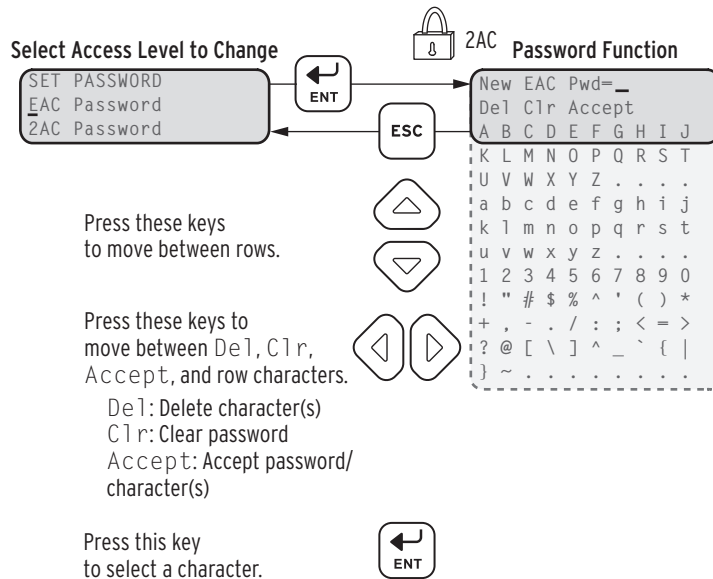 2AC
Select Access Level to Change
Password Function
SET PASSWORD
EAC Password
2AC Password
ENT
ESC
New EAC Pwd=_
Del Clr Accept
A B C D E F G H I J
K L M N O P Q R S T
U V W X Y Z . . . .
a b c d e f g h i j
k l m n o p q r s t
u v w x y z . . . .
1 2 3 4 5 6 7 8 9 0
! " # $ % ^ ' ( ) *
+ , - . / : ; < = >
? @ [ \ ] ^ _ ` { |
} ~ . . . . . . . .
Press these keys
to move between rows.
Press these keys to
move between Del, Clr,
Accept, and row characters.
Del: Delete character(s)
Clr: Clear password
Accept: Accept password/
character(s)
Press this key
to select a character.
ENT